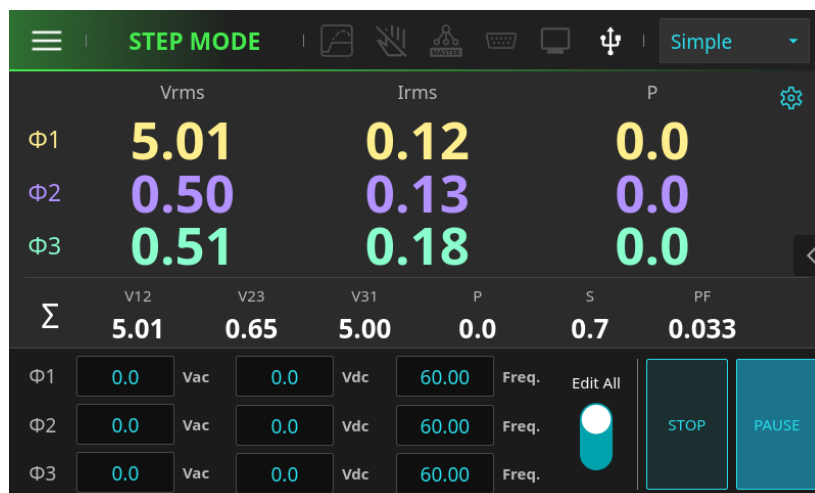 STEP MODE MASTER Simple
Vrms Irms P
Φ1 5.01 0.12 0.0
Φ2 0.50 0.13 0.0
Φ3 0.51 0.18 0.0
V12 V23 V31 P S PF
Σ 5.01 0.65 5.00 0.0 0.7 0.033
Φ1 0.0 Vac 0.0 Vdc 60.00 Freq. Edit All
Φ2 0.0 Vac 0.0 Vdc 60.00 Freq. STOP PAUSE
Φ3 0.0 Vac 0.0 Vdc 60.00 Freq.